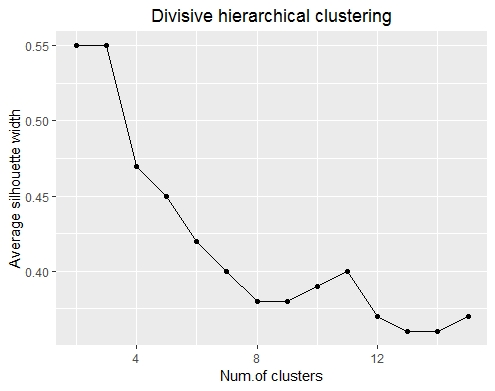 Divisive hierarchical clustering
Average silhouette width
0.55
0.50
0.45
0.40
4
8
12
Num.of clusters